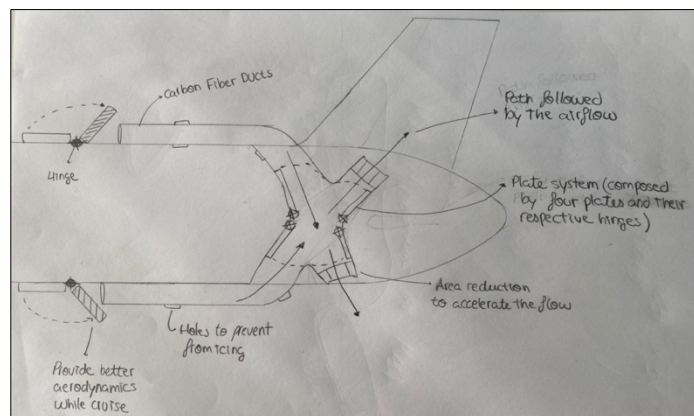 Carbon Fiber Ducts
Hinge
Path followed
by the airflow
Plate system (composed
by four plates and their
respective hinges)
Area reduction
to accelerate the flow
Holes to prevent
from icing
Provide better
aerodynamics
while cruise